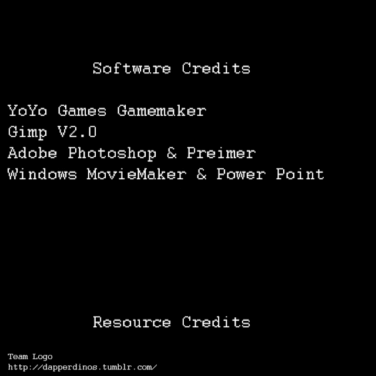 Software Credits
YoYo Games Gamemaker
Gimp V2.0
Adobe Photoshop & Preimer
Windows MovieMaker & Power Point
Resource Credits
Team Logo
http://dapperdinos.tumblr.com/